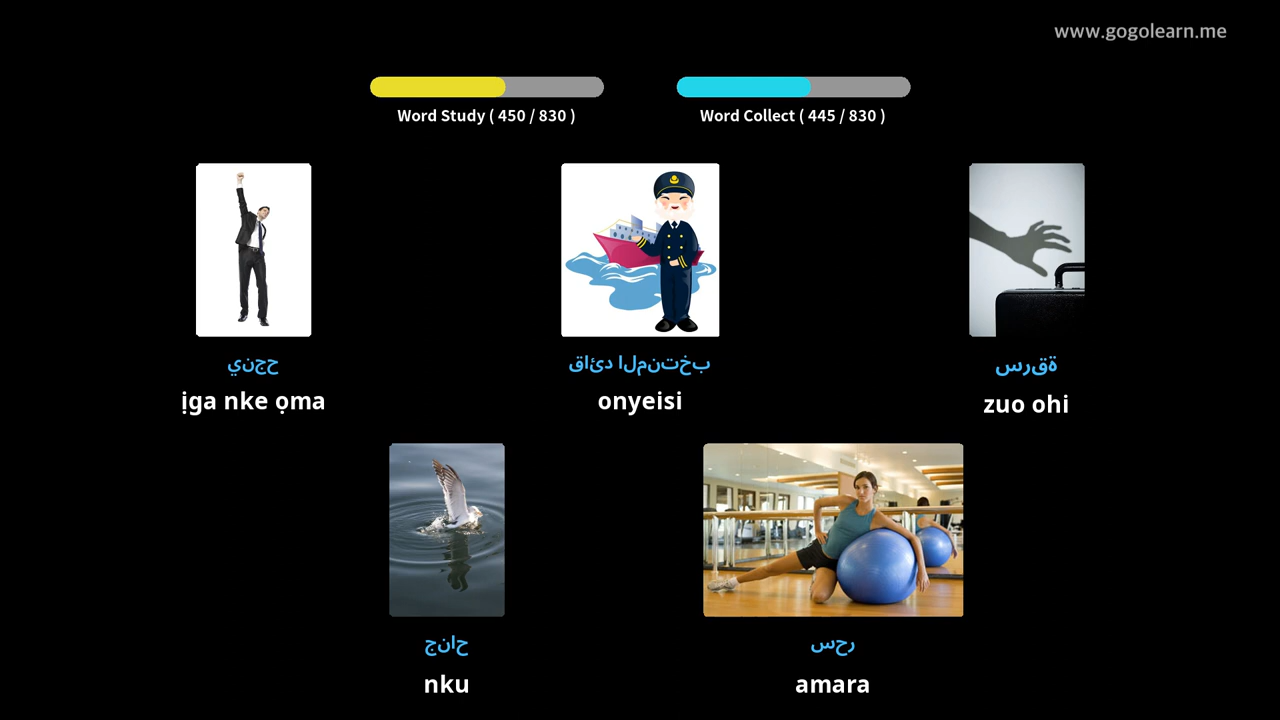 www.gogolearn.me
Word Study ( 450 / 830 )
Word Collect ( 445 / 830 )
ينجح
قائد المنتخب
سرقة
ịga nke ọma
onyeisi
zuo ohi
جناح
سحر
nku
amara